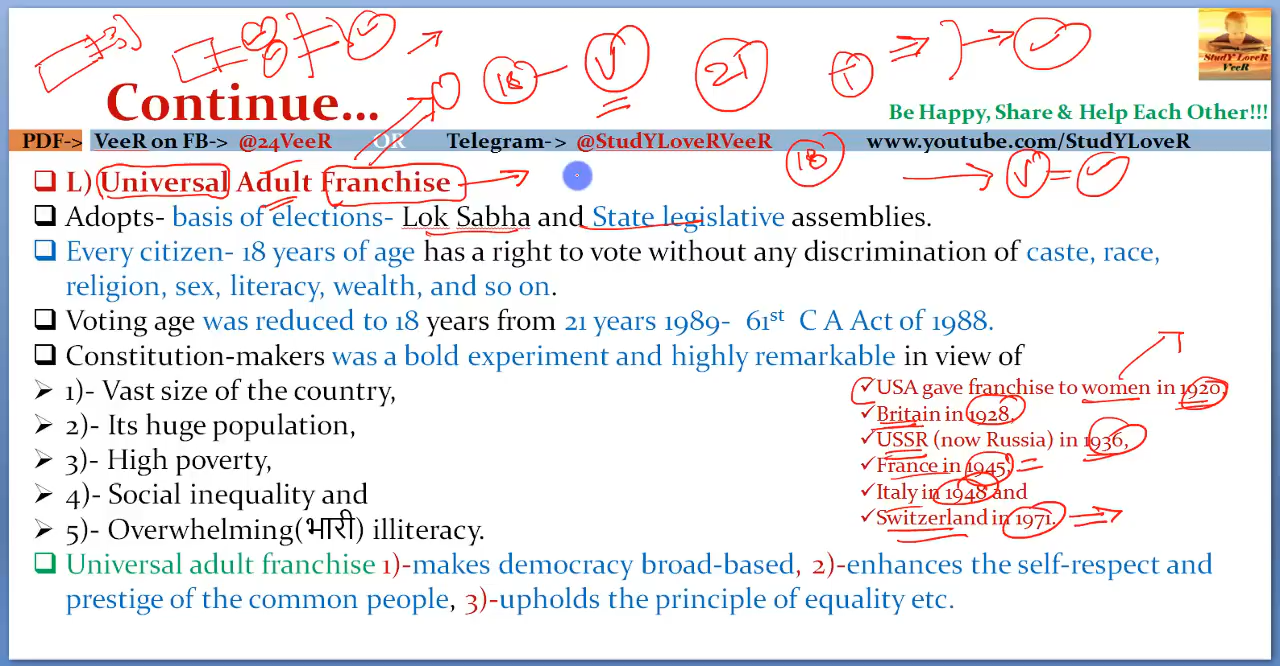 StudY LoveR
VeeR
Continue...
Be Happy, Share & Help Each Other!!!
PDF-> VeeR on FB-> @24VeeR OR Telegram-> @StudYLoveRVeeR www.youtube.com/StudYLoveR
18 21 1
18
L) Universal Adult Franchise
Adopts- basis of elections- Lok Sabha and State legislative assemblies.
Every citizen- 18 years of age has a right to vote without any discrimination of caste, race,
religion, sex, literacy, wealth, and so on.
Voting age was reduced to 18 years from 21 years 1989- 61st C A Act of 1988.
Constitution-makers was a bold experiment and highly remarkable in view of
1)- Vast size of the country,
2)- Its huge population,
3)- High poverty,
4)- Social inequality and
5)- Overwhelming(भारी) illiteracy.
USA gave franchise to women in 1920,
Britain in 1928,
USSR (now Russia) in 1936,
France in 1945,
Italy in 1948 and
Switzerland in 1971.
Universal adult franchise 1)-makes democracy broad-based, 2)-enhances the self-respect and
prestige of the common people, 3)-upholds the principle of equality etc.